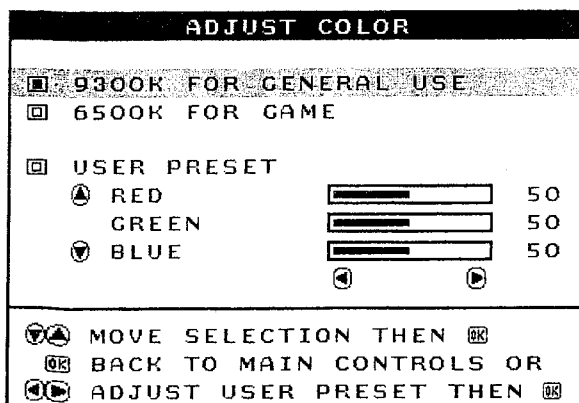 ADJUST COLOR
9300K FOR GENERAL USE
6500K FOR GAME
USER PRESET
RED 50
GREEN 50
BLUE 50
MOVE SELECTION THEN OK
OK BACK TO MAIN CONTROLS OR
ADJUST USER PRESET THEN OK